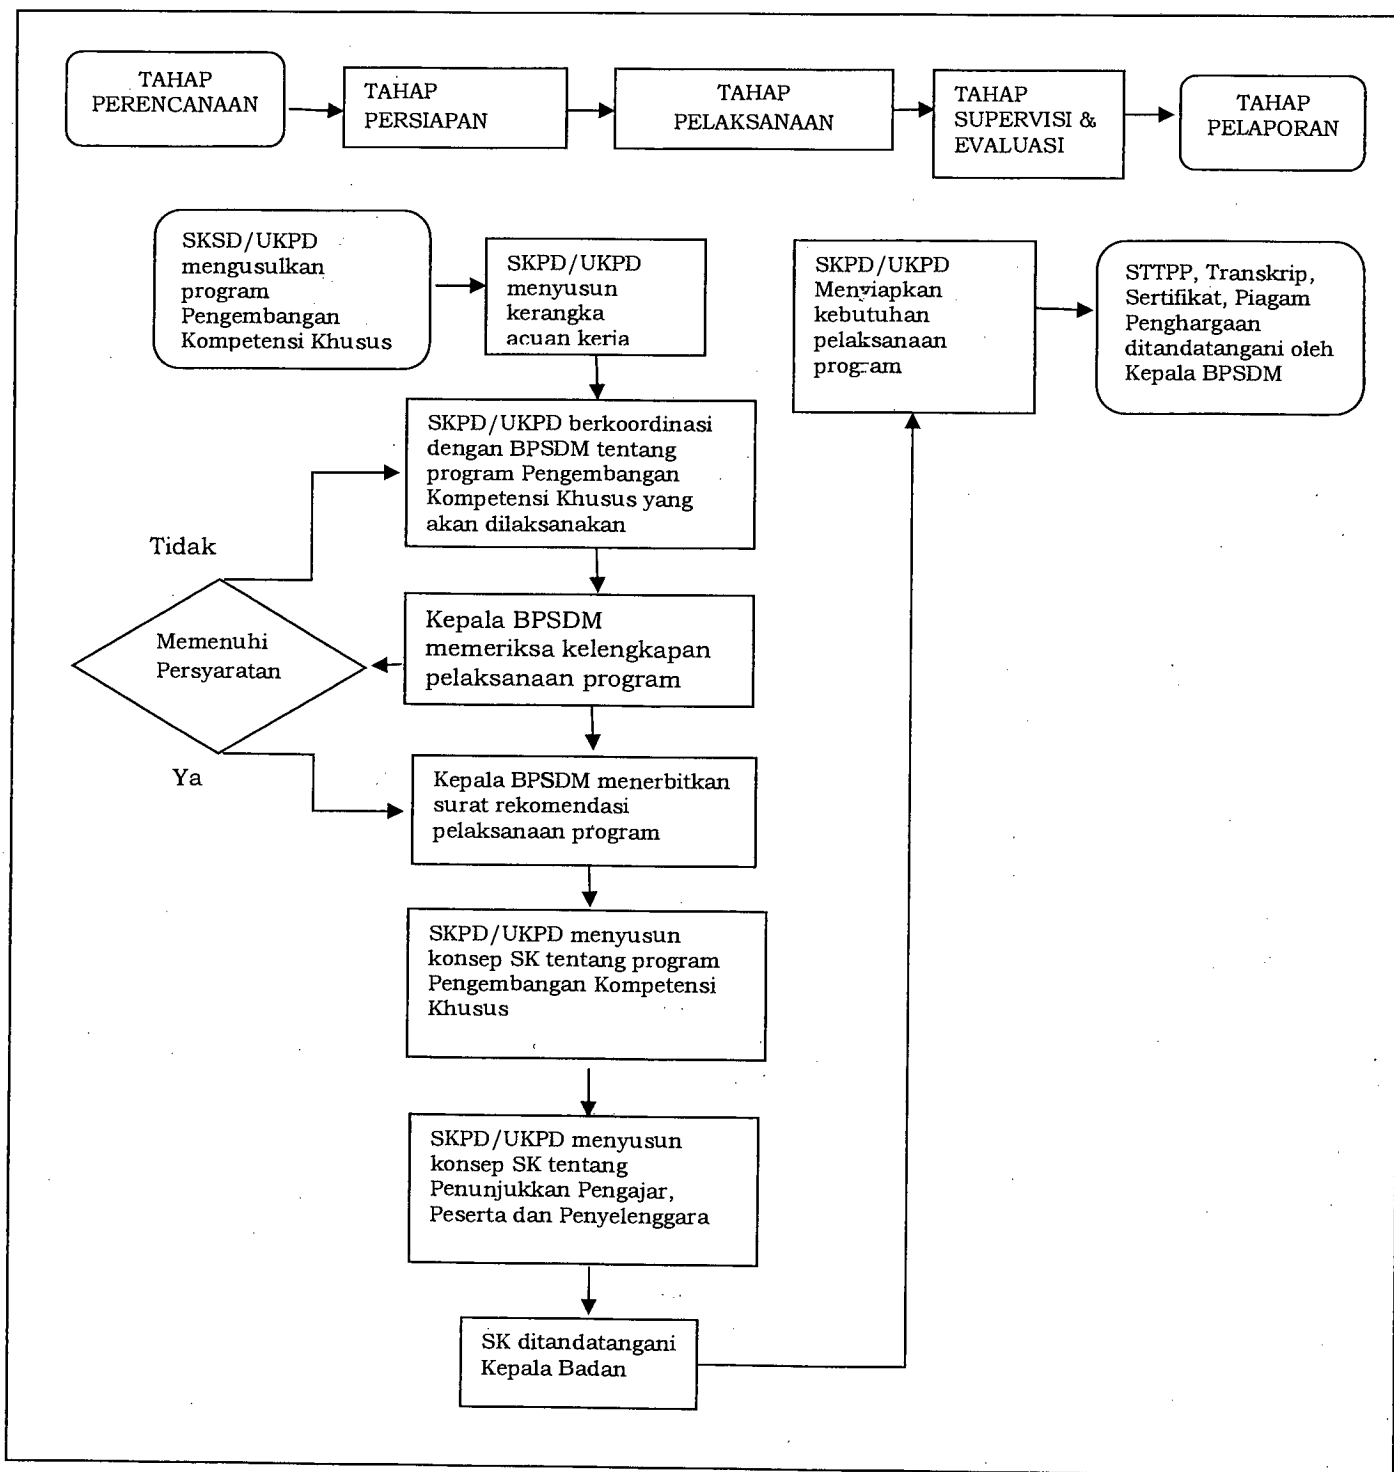 TAHAP
PERENCANAAN
TAHAP
PERSIAPAN
TAHAP
PELAKSANAAN
TAHAP
SUPERVISI &
EVALUASI
TAHAP
PELAPORAN
SKSD/UKPD
mengusulkan
program
Pengembangan
Kompetensi Khusus
SKPD/UKPD
menyusun
kerangka
acuan kerja
SKPD/UKPD
Menyiapkan
kebutuhan
pelaksanaan
program
STTPP, Transkrip,
Sertifikat, Piagam
Penghargaan
ditandatangani oleh
Kepala BPSDM
SKPD/UKPD berkoordinasi
dengan BPSDM tentang
program Pengembangan
Kompetensi Khusus yang
akan dilaksanakan
Tidak
Memenuhi
Persyaratan
Ya
Kepala BPSDM
memeriksa kelengkapan
pelaksanaan program
Kepala BPSDM menerbitkan
surat rekomendasi
pelaksanaan program
SKPD/UKPD menyusun
konsep SK tentang program
Pengembangan Kompetensi
Khusus
SKPD/UKPD menyusun
konsep SK tentang
Penunjukkan Pengajar,
Peserta dan Penyelenggara
SK ditandatangani
Kepala Badan